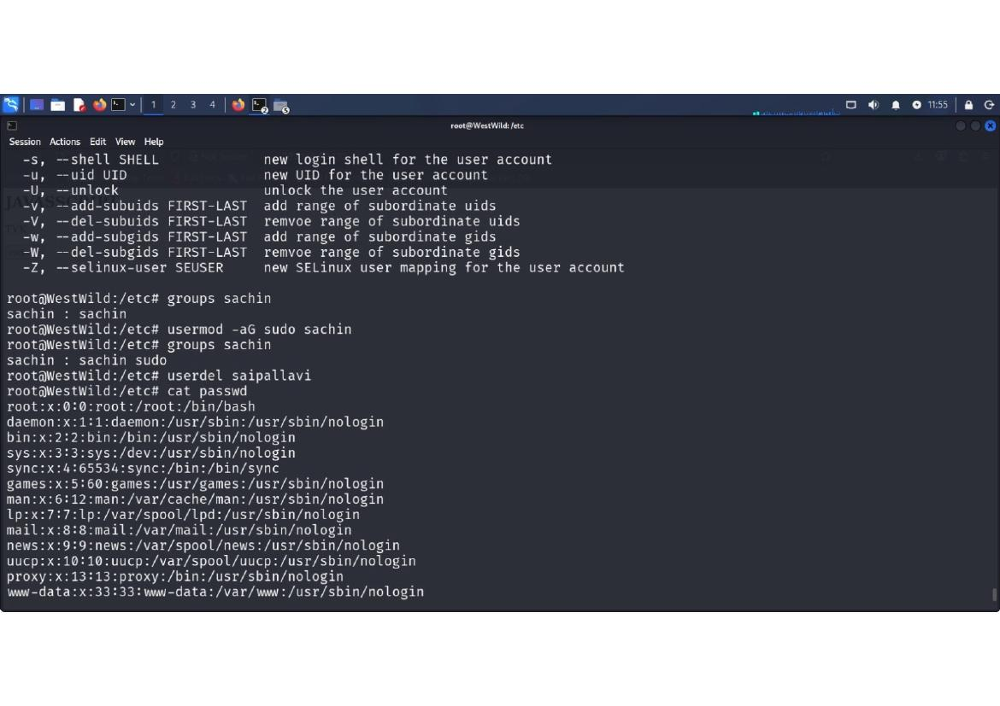 1 2 3 4 2 5 11:55
root@WestWild: /etc
Session Actions Edit View Help
-s, --shell SHELL new login shell for the user account
-u, --uid UID new UID for the user account
-U, --unlock unlock the user account
-v, --add-subuids FIRST-LAST add range of subordinate uids
-V, --del-subuids FIRST-LAST remvoe range of subordinate uids
-w, --add-subgids FIRST-LAST add range of subordinate gids
-W, --del-subgids FIRST-LAST remvoe range of subordinate gids
-Z, --selinux-user SEUSER new SELinux user mapping for the user account
root@WestWild:/etc# groups sachin
sachin : sachin
root@WestWild:/etc# usermod -aG sudo sachin
root@WestWild:/etc# groups sachin
sachin : sachin sudo
root@WestWild:/etc# userdel saipallavi
root@WestWild:/etc# cat passwd
root:x:0:0:root:/root:/bin/bash
daemon:x:1:1:daemon:/usr/sbin:/usr/sbin/nologin
bin:x:2:2:bin:/bin:/usr/sbin/nologin
sys:x:3:3:sys:/dev:/usr/sbin/nologin
sync:x:4:65534:sync:/bin:/bin/sync
games:x:5:60:games:/usr/games:/usr/sbin/nologin
man:x:6:12:man:/var/cache/man:/usr/sbin/nologin
lp:x:7:7:lp:/var/spool/lpd:/usr/sbin/nologin
mail:x:8:8:mail:/var/mail:/usr/sbin/nologin
news:x:9:9:news:/var/spool/news:/usr/sbin/nologin
uucp:x:10:10:uucp:/var/spool/uucp:/usr/sbin/nologin
proxy:x:13:13:proxy:/bin:/usr/sbin/nologin
www-data:x:33:33:www-data:/var/www:/usr/sbin/nologin